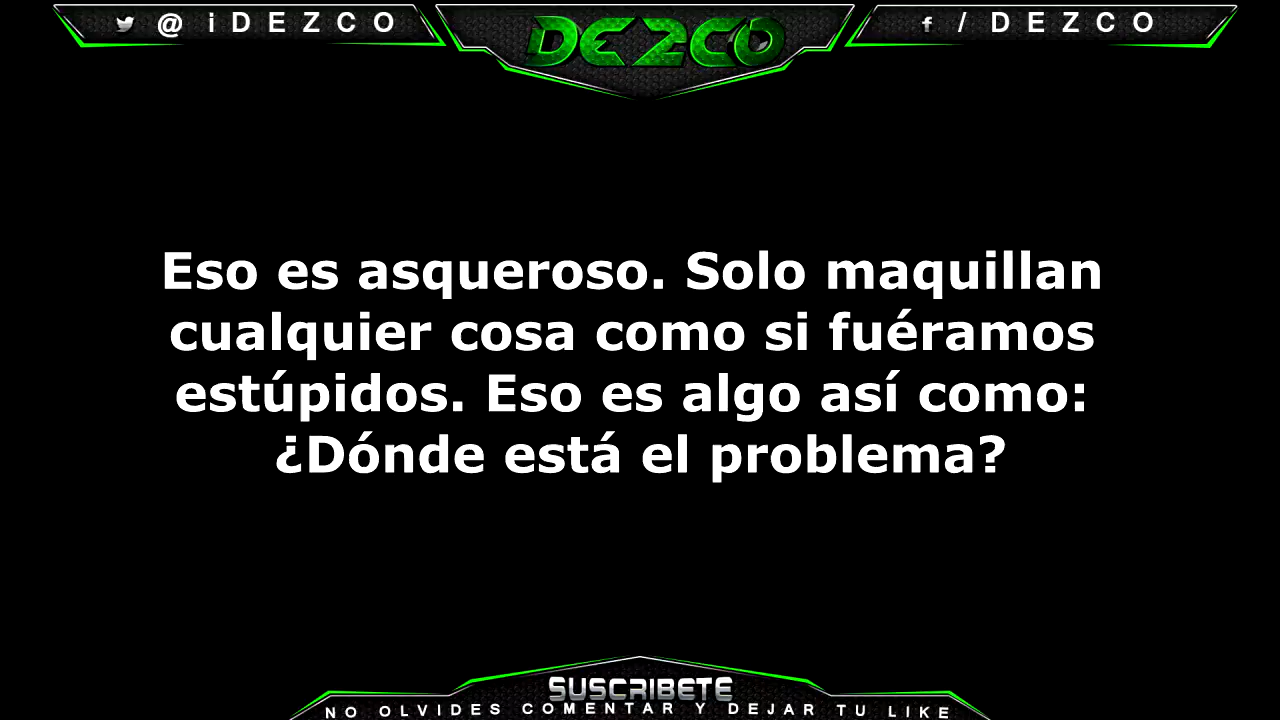 @iDEZCO
DEZCO
f / DEZCO
Eso es asqueroso. Solo maquillan
cualquier cosa como si fuéramos
estúpidos. Eso es algo así como:
¿Dónde está el problema?
SUSCRIBETE
NO OLVIDES COMENTAR Y DEJAR TU LIKE